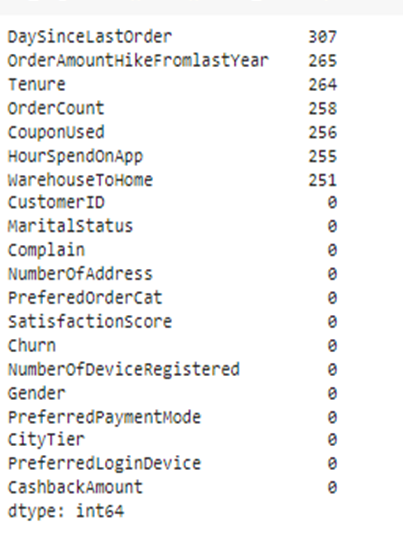 DaySinceLastOrder 307
OrderAmountHikeFromlastYear 265
Tenure 264
OrderCount 258
CouponUsed 256
HourSpendOnApp 255
WarehouseToHome 251
CustomerID 0
MaritalStatus 0
Complain 0
NumberOfAddress 0
PreferedOrderCat 0
SatisfactionScore 0
Churn 0
NumberOfDeviceRegistered 0
Gender 0
PreferredPaymentMode 0
CityTier 0
PreferredLoginDevice 0
CashbackAmount 0
dtype: int64